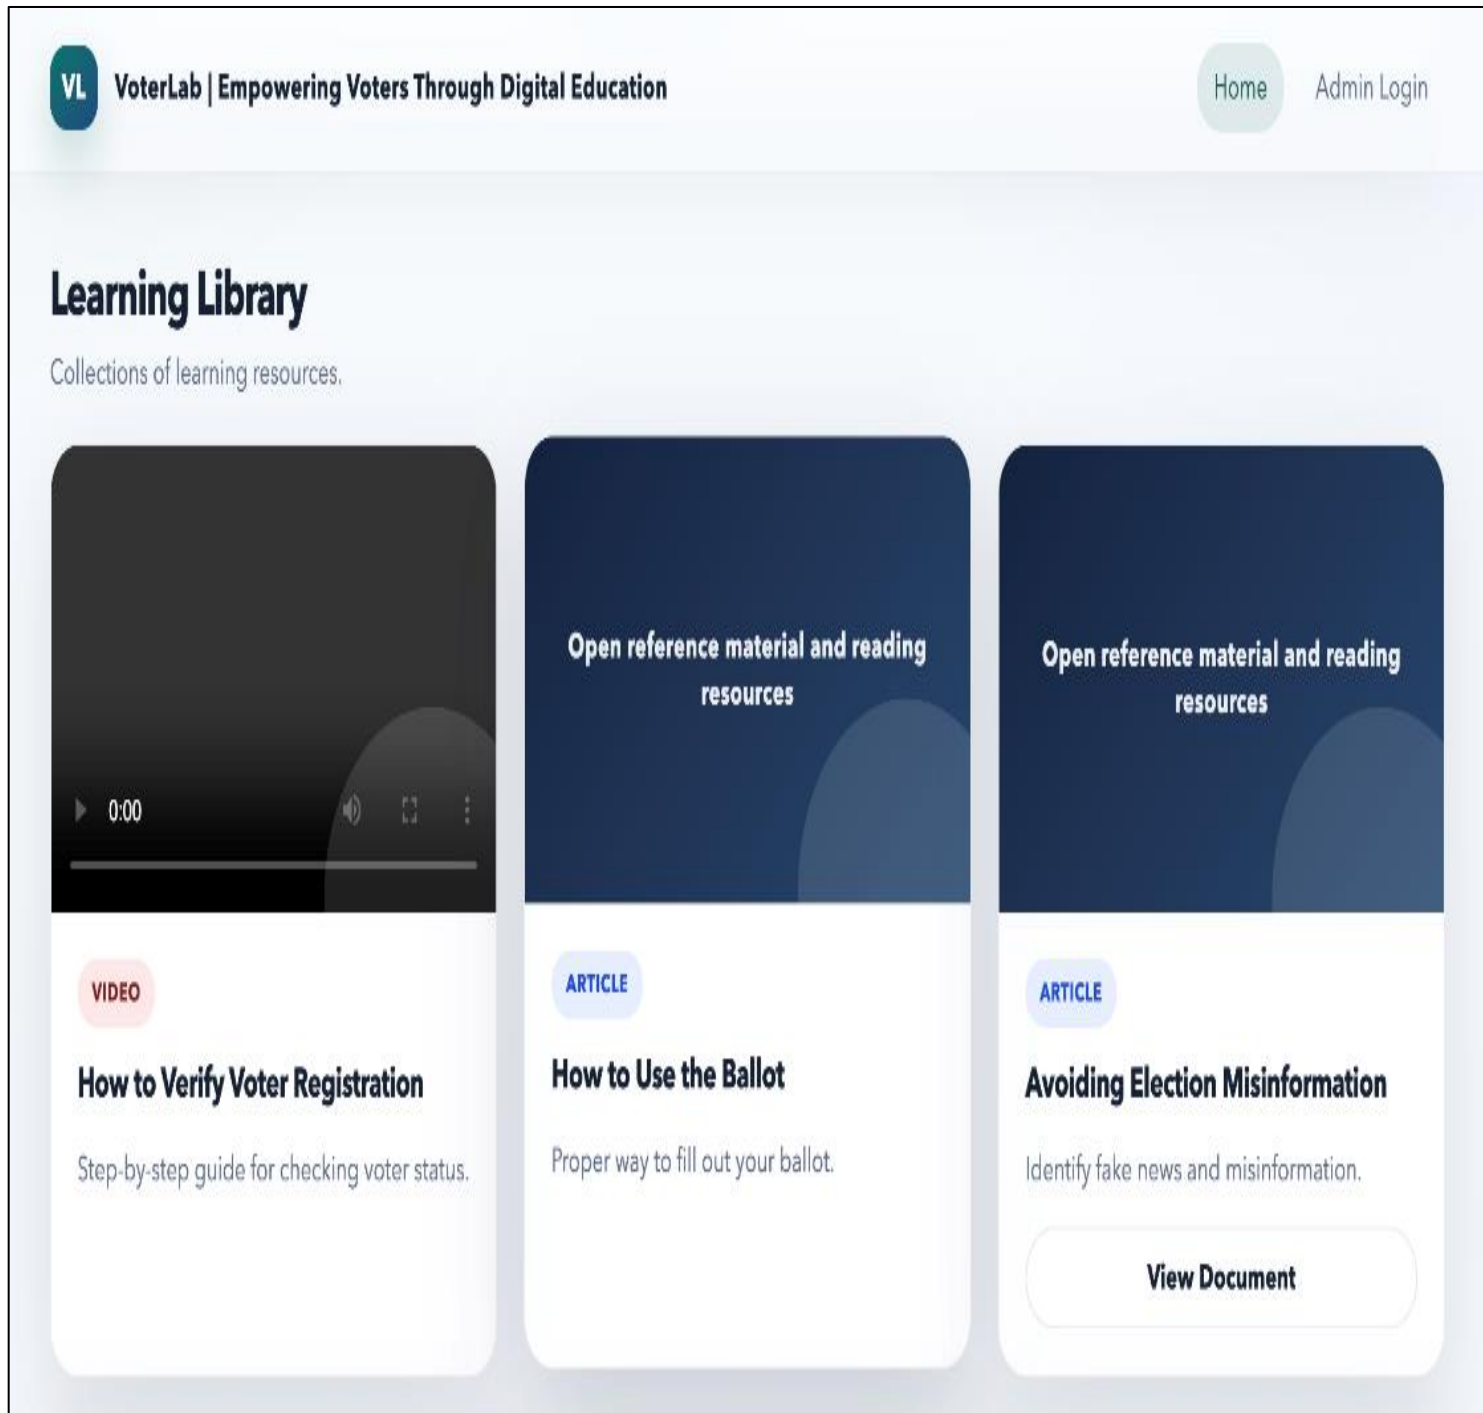 VL
VoterLab | Empowering Voters Through Digital Education
Home
Admin Login
Learning Library
Collections of learning resources.
0:00
VIDEO
How to Verify Voter Registration
Step-by-step guide for checking voter status.
Open reference material and reading
resources
ARTICLE
How to Use the Ballot
Proper way to fill out your ballot.
Open reference material and reading
resources
ARTICLE
Avoiding Election Misinformation
Identify fake news and misinformation.
View Document